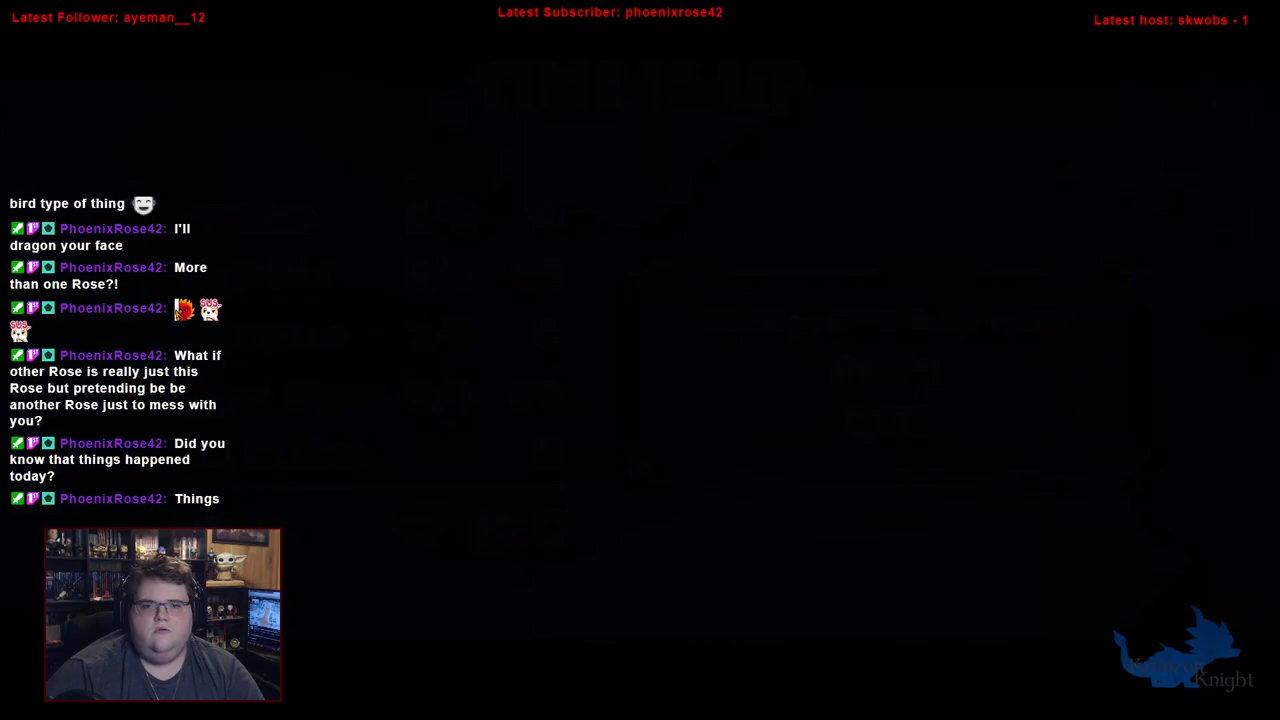 Latest Follower: ayeman__12
Latest Subscriber: phoenixrose42
Latest host: skwobs - 1
TIME IS UP
bird type of thing
PhoenixRose42: I'll
dragon your face
PhoenixRose42: More
than one Rose?!
PhoenixRose42:
PhoenixRose42: What if
other Rose is really just this
Rose but pretending be be
another Rose just to mess with
you?
PhoenixRose42: Did you
know that things happened
today?
PhoenixRose42: Things
Knight